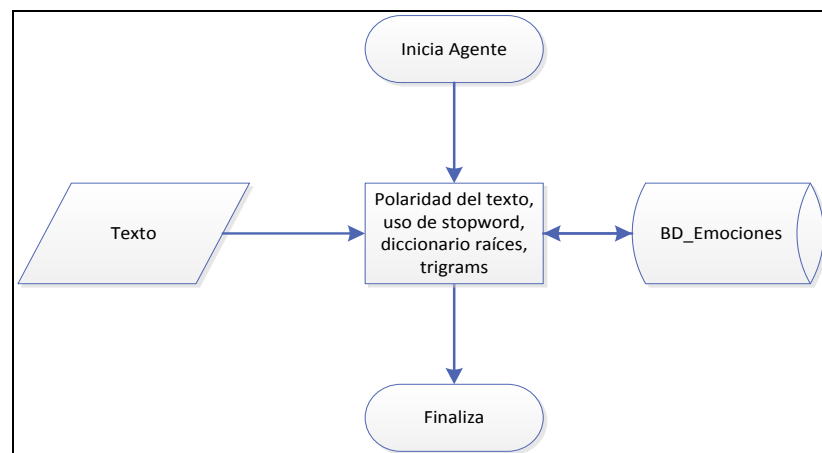 Inicia Agente
Texto
Polaridad del texto,
uso de stopword,
diccionario raíces,
trigrams
BD_Emociones
Finaliza